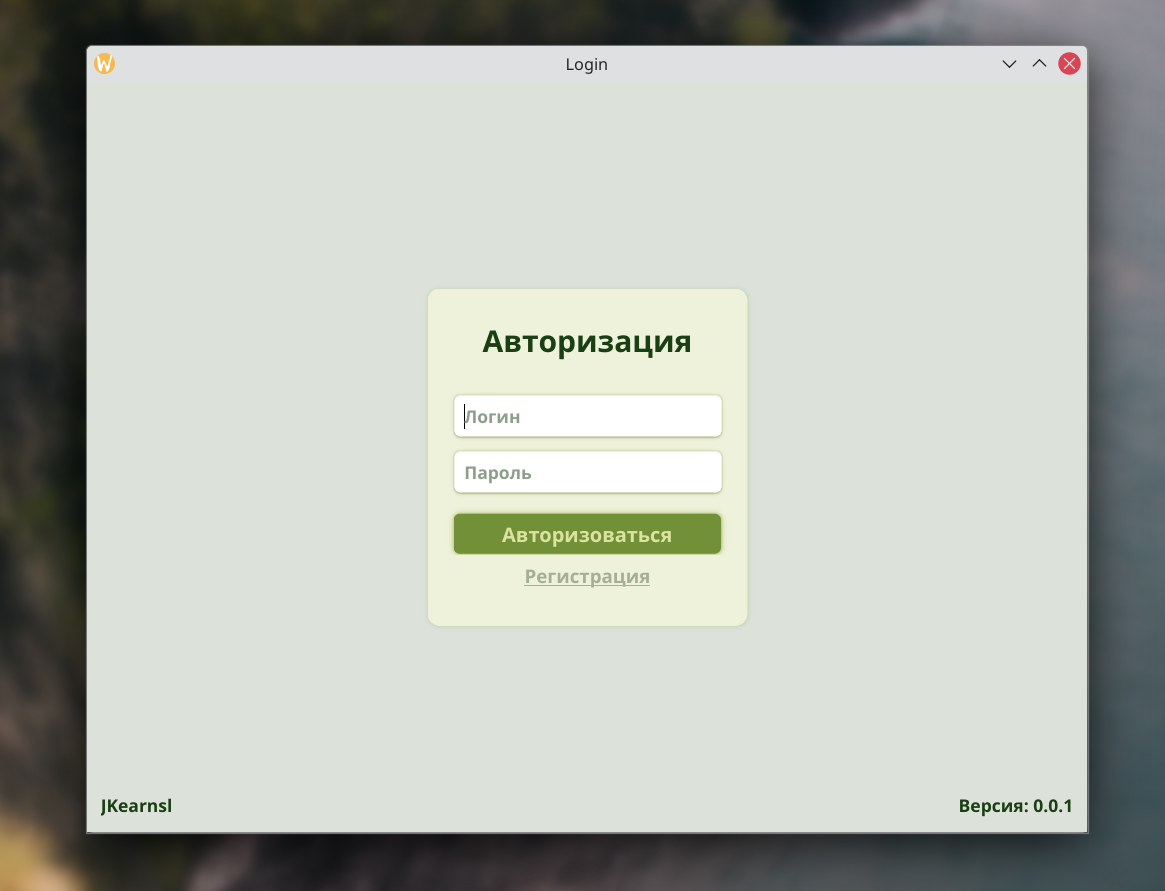 Login
Авторизация
Логин
Пароль
Авторизоваться
Регистрация
JKearnsl
Версия: 0.0.1